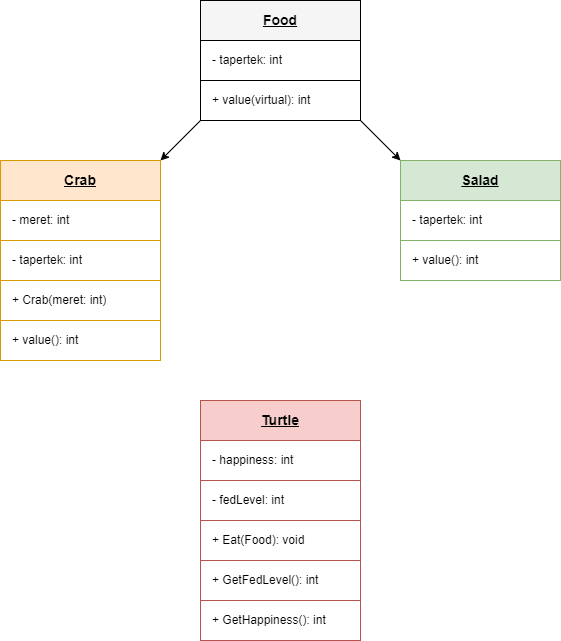 Food
- tapertek: int
+ value(virtual): int
Crab
- meret: int
- tapertek: int
+ Crab(meret: int)
+ value(): int
Salad
- tapertek: int
+ value(): int
Turtle
- happiness: int
- fedLevel: int
+ Eat(Food): void
+ GetFedLevel(): int
+ GetHappiness(): int